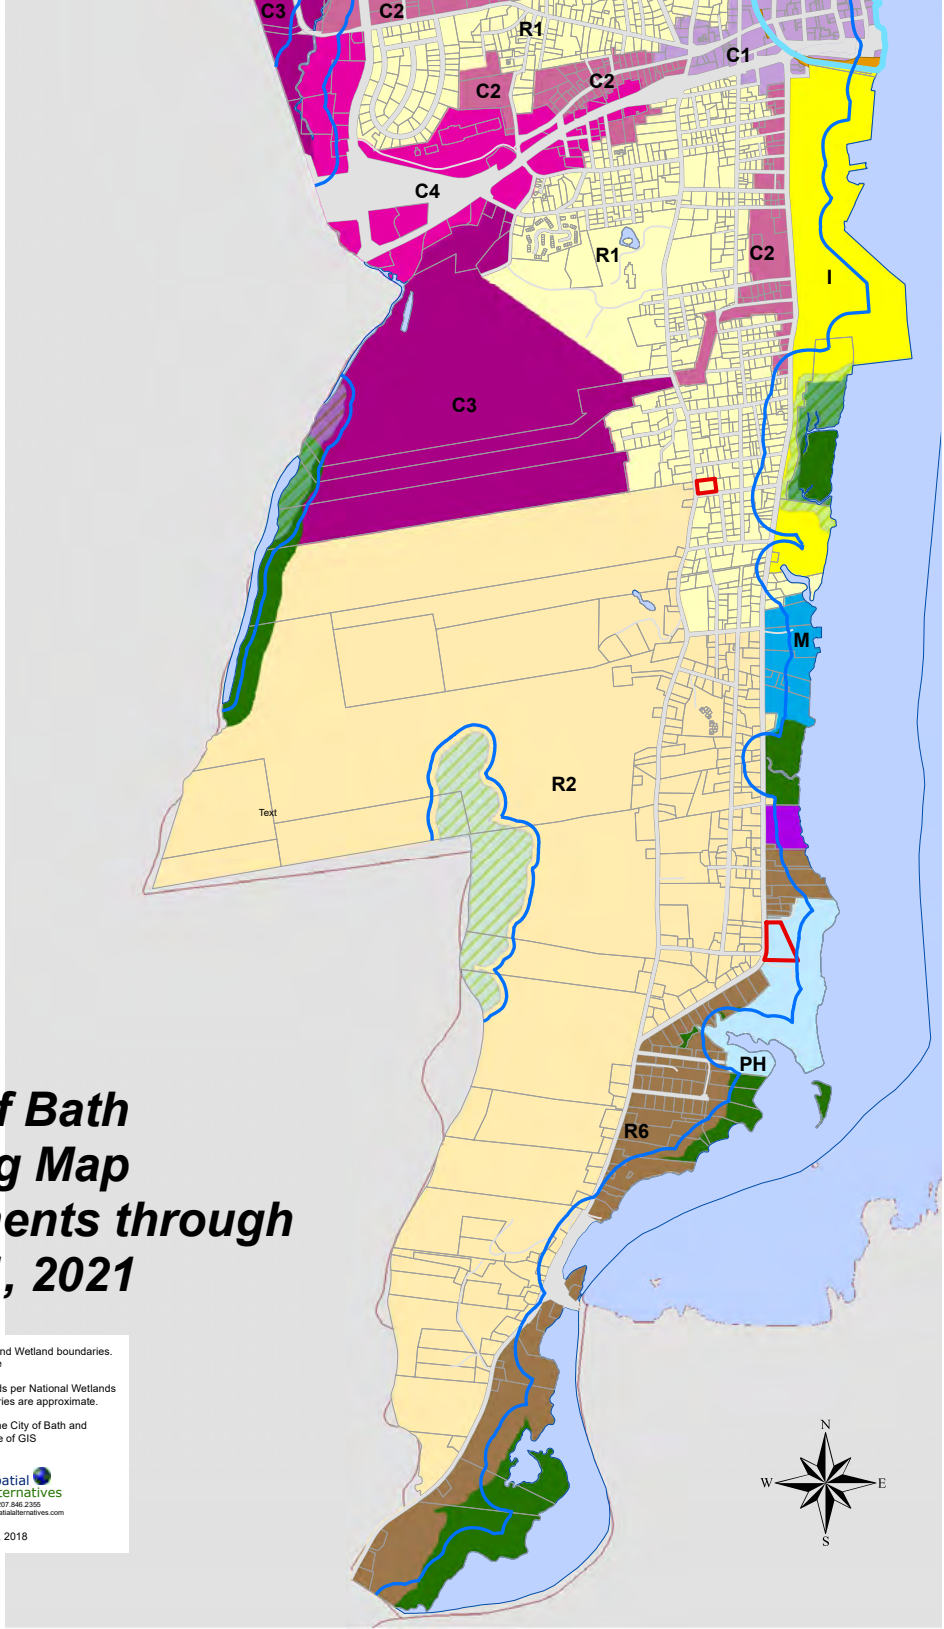 C3
C2
R1
C1
C2
C2
C4
R1
C2
I
C3
M
R2
Text
PH
R6
f Bath
g Map
ents through
, 2021
nd Wetland boundaries.
e
ds per National Wetlands
ries are approximate.
e City of Bath and
e of GIS
patial
ternatives
207.846.2355
patialalternatives.com
2018
N
W E
S